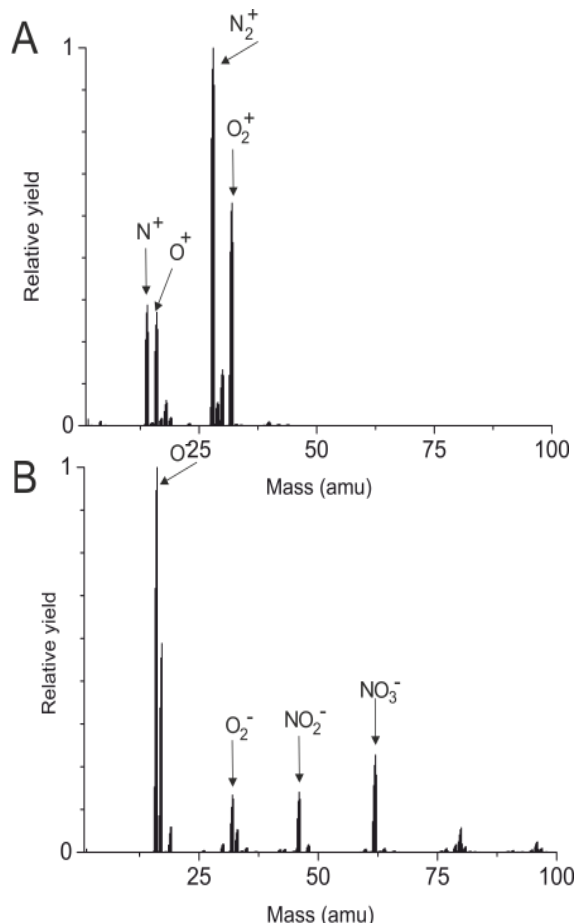 A
N₂⁺
1
O₂⁺
N⁺
O⁺
Relative yield
0
25
50
75
100
Mass (amu)
B
O⁻
1
NO₃⁻
NO₂⁻
O₂⁻
Relative yield
0
25
50
75
100
Mass (amu)